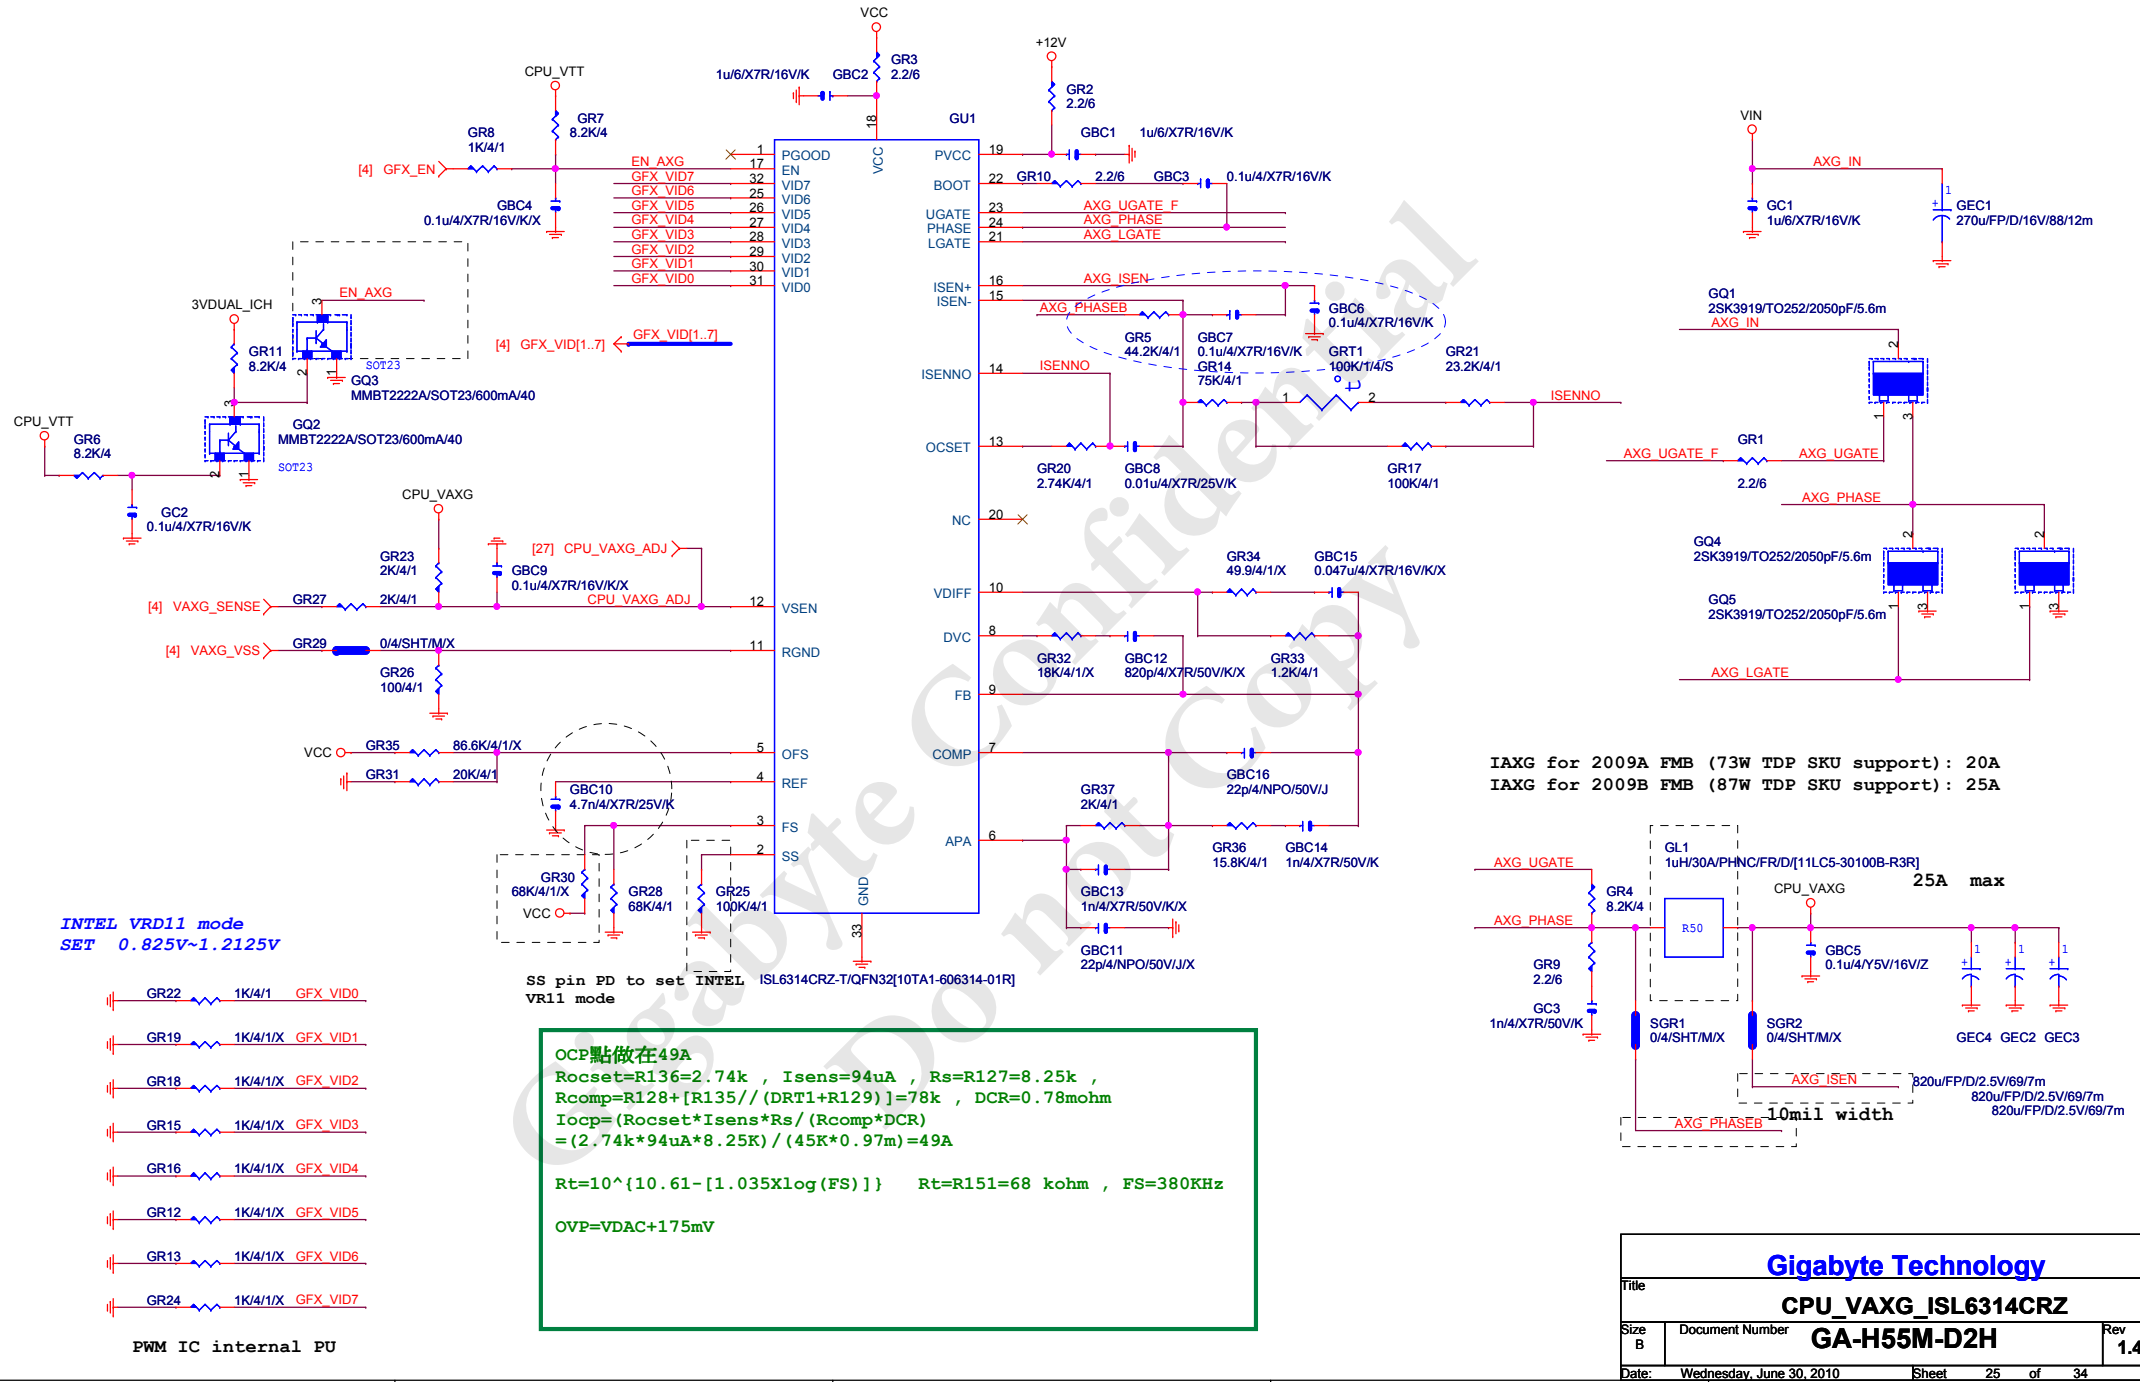 VCC
GR3
2.2/6
1u/6/X7R/16V/K GBC2
18
GU1
+12V
GR2
2.2/6
GBC1 1u/6/X7R/16V/K
CPU_VTT
GR7
8.2K/4
GR8
1K/4/1
[4] GFX_EN
GBC4
0.1u/4/X7R/16V/K/X
EN_AXG
GFX_VID7
GFX_VID6
GFX_VID5
GFX_VID4
GFX_VID3
GFX_VID2
GFX_VID1
GFX_VID0
1 PGOOD
17 EN
32 VID7
25 VID6
26 VID5
27 VID4
28 VID3
29 VID2
30 VID1
31 VID0
VCC
PVCC 19
BOOT 22
UGATE 23
PHASE 24
LGATE 21
ISEN+ 16
ISEN- 15
ISENNO 14
OCSET 13
NC 20
VDIFF 10
DVC 8
FB 9
COMP 7
APA 6
12 VSEN
11 RGND
5 OFS
4 REF
3 FS
2 SS
GND
33
GR10 2.2/6 GBC3 0.1u/4/X7R/16V/K
AXG_UGATE_F
AXG_PHASE
AXG_LGATE
AXG_ISEN
AXG_PHASEB
GBC6
0.1u/4/X7R/16V/K
GR5
44.2K/4/1
GBC7
0.1u/4/X7R/16V/K
GRT1
100K/1/4/S
GR21
23.2K/4/1
ISENNO
GR14
75K/4/1
1 2
t
ISENNO
GR20
2.74K/4/1
GBC8
0.01u/4/X7R/25V/K
GR17
100K/4/1
GR34
49.9/4/1/X
GBC15
0.047u/4/X7R/16V/K/X
GR32
18K/4/1/X
GBC12
820p/4/X7R/50V/K/X
GR33
1.2K/4/1
GBC16
22p/4/NPO/50V/J
GR37
2K/4/1
GR36
15.8K/4/1
GBC14
1n/4/X7R/50V/K
GBC13
1n/4/X7R/50V/K/X
GBC11
22p/4/NPO/50V/J/X
3VDUAL_ICH
GR11
8.2K/4
EN_AXG
3
2
1
SOT23
GQ3
MMBT2222A/SOT23/600mA/40
[4] GFX_VID[1..7]
GFX_VID[1..7]
CPU_VTT
GR6
8.2K/4
3
2
1
GQ2
MMBT2222A/SOT23/600mA/40
SOT23
GC2
0.1u/4/X7R/16V/K
CPU_VAXG
GR23
2K/4/1
GBC9
0.1u/4/X7R/16V/K/X
[27] CPU_VAXG_ADJ
CPU_VAXG_ADJ
[4] VAXG_SENSE GR27 2K/4/1
[4] VAXG_VSS GR29 0/4/SHT/M/X
GR26
100/4/1
VCC GR35 86.6K/4/1/X
GR31 20K/4/1
GBC10
4.7n/4/X7R/25V/K
GR30
68K/4/1/X
VCC
GR28
68K/4/1
GR25
100K/4/1
SS pin PD to set INTEL
VR11 mode
ISL6314CRZ-T/QFN32[10TA1-606314-01R]
INTEL VRD11 mode
SET 0.825V~1.2125V
GR22 1K/4/1 GFX_VID0
GR19 1K/4/1/X GFX_VID1
GR18 1K/4/1/X GFX_VID2
GR15 1K/4/1/X GFX_VID3
GR16 1K/4/1/X GFX_VID4
GR12 1K/4/1/X GFX_VID5
GR13 1K/4/1/X GFX_VID6
GR24 1K/4/1/X GFX_VID7
PWM IC internal PU
OCP點做在49A
Rocset=R136=2.74k , Isens=94uA , Rs=R127=8.25k ,
Rcomp=R128+[R135//(DRT1+R129)]=78k , DCR=0.78mohm
Iocp=(Rocset*Isens*Rs/(Rcomp*DCR)
=(2.74k*94uA*8.25K)/(45K*0.97m)=49A
Rt=10^{10.61-[1.035Xlog(FS)]} Rt=R151=68 kohm , FS=380KHz
OVP=VDAC+175mV
VIN
AXG_IN
GC1
1u/6/X7R/16V/K
1
+
GEC1
270u/FP/D/16V/88/12m
GQ1
2SK3919/TO252/2050pF/5.6m
AXG_IN
2
1
3
AXG_UGATE_F GR1 AXG_UGATE
2.2/6
AXG_PHASE
GQ4
2SK3919/TO252/2050pF/5.6m
2
1
3
2
1
3
GQ5
2SK3919/TO252/2050pF/5.6m
AXG_LGATE
IAXG for 2009A FMB (73W TDP SKU support): 20A
IAXG for 2009B FMB (87W TDP SKU support): 25A
GL1
1uH/30A/PHNC/FR/D/[11LC5-30100B-R3R]
25A max
AXG_UGATE
GR4
8.2K/4
CPU_VAXG
AXG_PHASE
R50
GR9
2.2/6
GC3
1n/4/X7R/50V/K
GBC5
0.1u/4/Y5V/16V/Z
1 1 1
+ + +
SGR1
0/4/SHT/M/X
SGR2
0/4/SHT/M/X
GEC4 GEC2 GEC3
AXG_ISEN
820u/FP/D/2.5V/69/7m
820u/FP/D/2.5V/69/7m
820u/FP/D/2.5V/69/7m
10mil width
AXG_PHASEB
Gigabyte Technology
Title
CPU_VAXG_ISL6314CRZ
Size
B
Document Number
GA-H55M-D2H
Rev
1.4
Date: Wednesday, June 30, 2010 Sheet 25 of 34
Gigabyte Confidential
Do not Copy